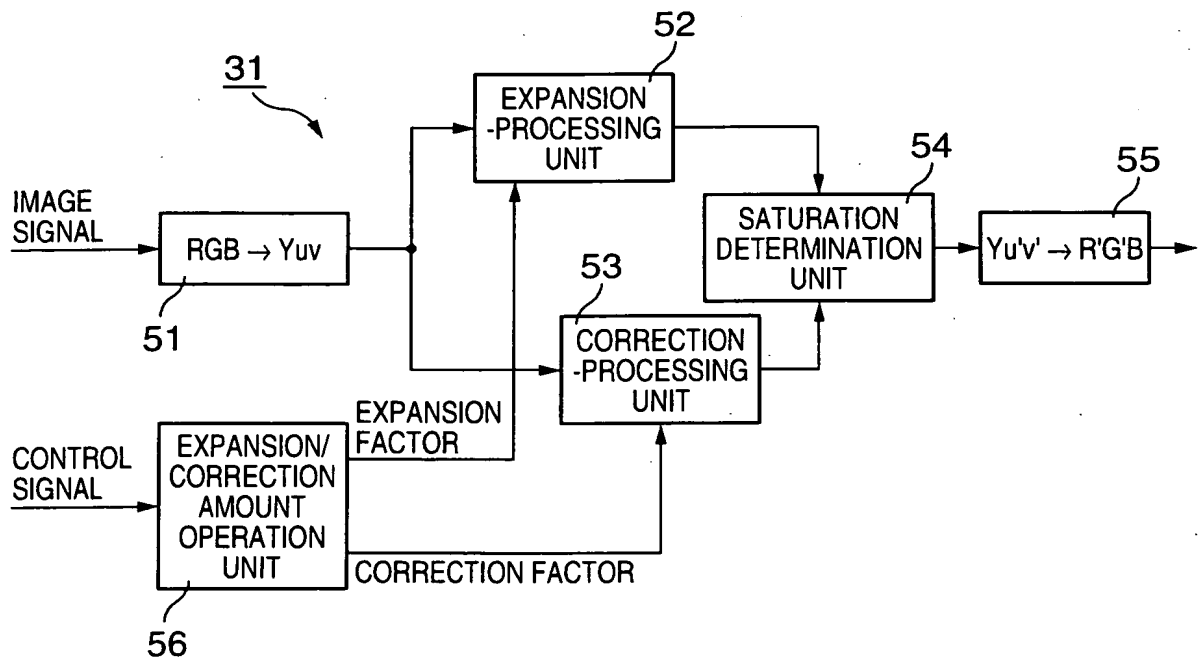 31
52
EXPANSION
-PROCESSING
UNIT
54
55
IMAGE
SIGNAL
RGB → Yuv
51
SATURATION
DETERMINATION
UNIT
Yu'v' → R'G'B
53
CORRECTION
-PROCESSING
UNIT
CONTROL
SIGNAL
EXPANSION/
CORRECTION
AMOUNT
OPERATION
UNIT
56
EXPANSION
FACTOR
CORRECTION FACTOR